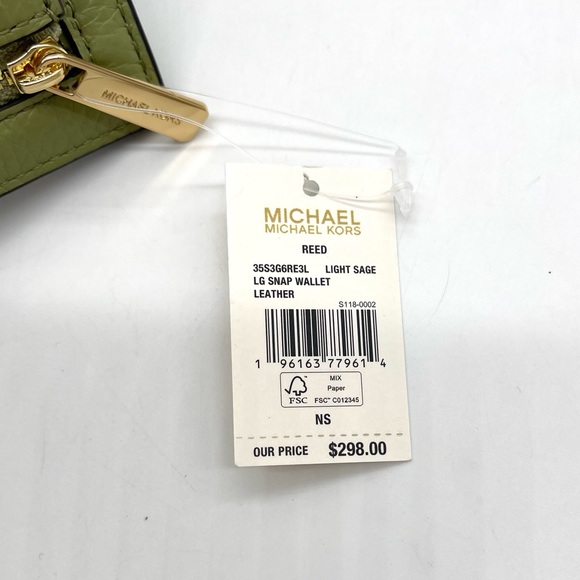 MICHAEL KORS
MICHAEL
MICHAEL KORS
REED
35S3G6RE3L LIGHT SAGE
LG SNAP WALLET
LEATHER
S118-0002
1 96163 77961 4
MIX
Paper
FSC™ C012345
FSC
NS
OUR PRICE $298.00